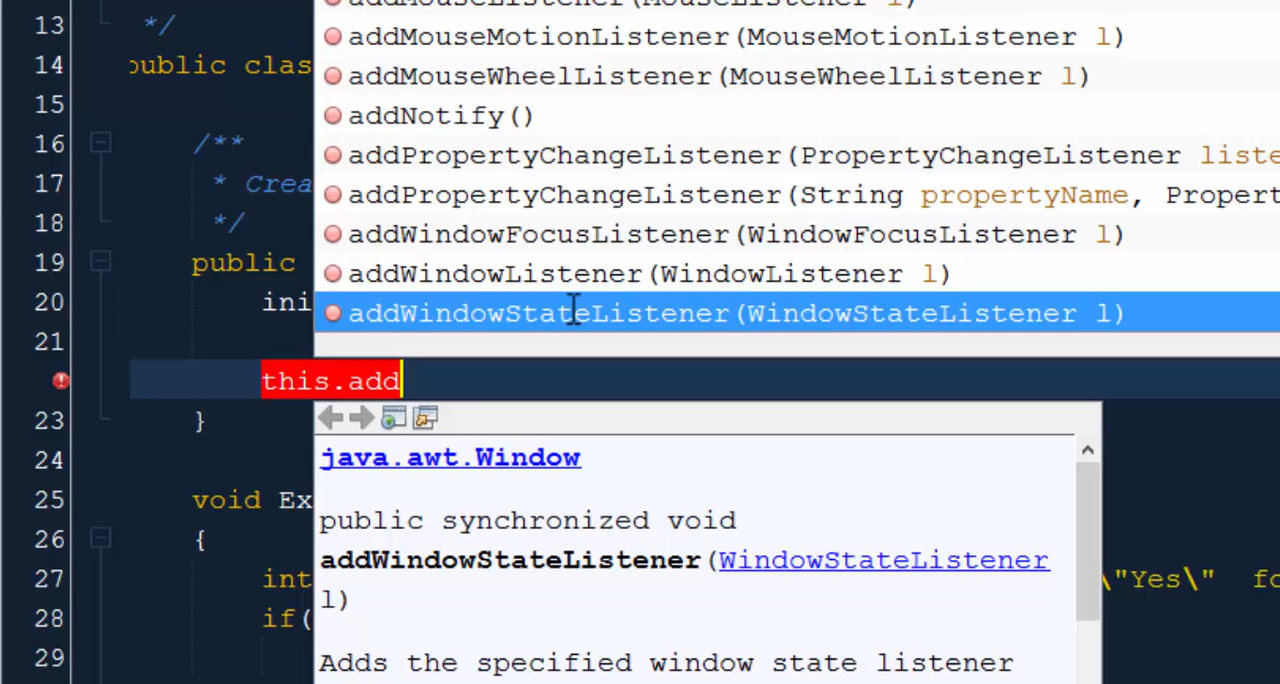 addMouseListener(MouseListener l)
13 */
addMouseMotionListener(MouseMotionListener l)
14 public clas
addMouseWheelListener(MouseWheelListener l)
15
addNotify()
16 /**
addPropertyChangeListener(PropertyChangeListener liste
17 * Crea
addPropertyChangeListener(String propertyName, Propert
18 */
addWindowFocusListener(WindowFocusListener l)
19 public
addWindowListener(WindowListener l)
20 ini
addWindowStateListener(WindowStateListener l)
21
this.add
23 }
java.awt.Window
24
25 void Ex
public synchronized void
26 {
addWindowStateListener(WindowStateListener
27 int \"Yes\" fo
l)
28 if(
29
Adds the specified window state listener